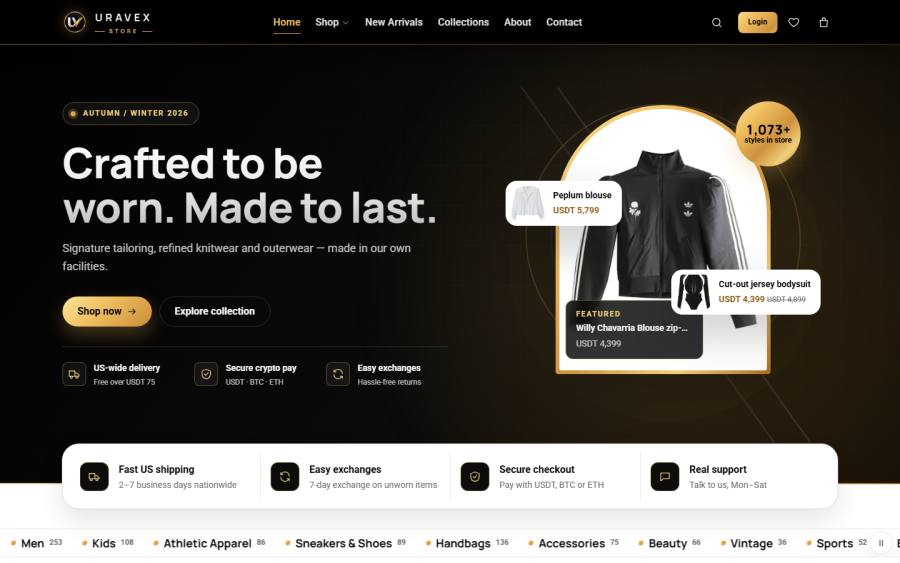 URAVEX
STORE
Home
Shop
New Arrivals
Collections
About
Contact
Login
AUTUMN / WINTER 2026
Crafted to be
worn. Made to last.
Signature tailoring, refined knitwear and outerwear — made in our own
facilities.
Shop now →
Explore collection
US-wide delivery
Free over USDT 75
Secure crypto pay
USDT · BTC · ETH
Easy exchanges
Hassle-free returns
1,073+
styles in store
Peplum blouse
USDT 5,799
Cut-out jersey bodysuit
USDT 4,399 USDT 4,899
FEATURED
Willy Chavarria Blouse zip-...
USDT 4,399
Fast US shipping
2–7 business days nationwide
Easy exchanges
7-day exchange on unworn items
Secure checkout
Pay with USDT, BTC or ETH
Real support
Talk to us, Mon–Sat
Men 253
Kids 108
Athletic Apparel 86
Sneakers & Shoes 89
Handbags 136
Accessories 75
Beauty 66
Vintage 36
Sports 52